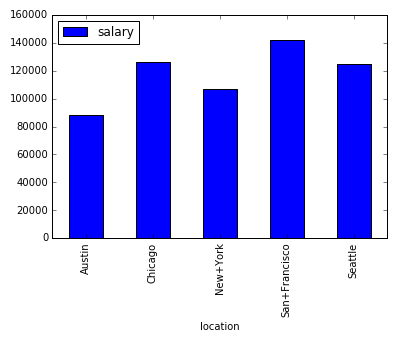 160000
140000
120000
100000
80000
60000
40000
20000
0
salary
Austin
Chicago
New+York
San+Francisco
Seattle
location